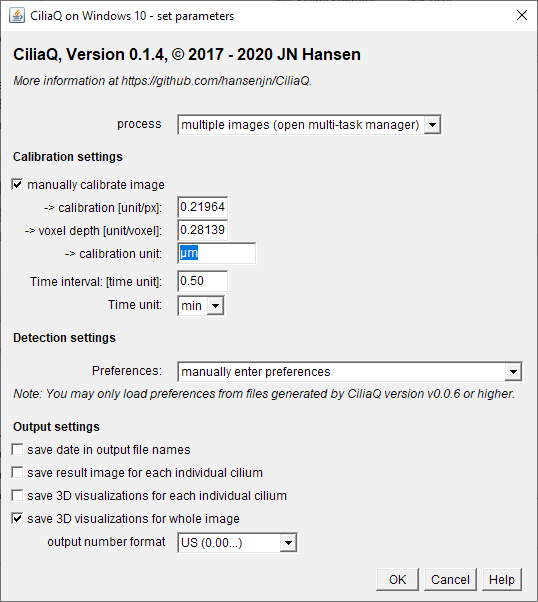 CiliaQ on Windows 10 - set parameters
CiliaQ, Version 0.1.4, © 2017 - 2020 JN Hansen
More information at https://github.com/hansenjn/CiliaQ.
process multiple images (open multi-task manager)
Calibration settings
manually calibrate image
-> calibration [unit/px]: 0.21964
-> voxel depth [unit/voxel]: 0.28139
-> calibration unit: µm
Time interval: [time unit]: 0.50
Time unit: min
Detection settings
Preferences: manually enter preferences
Note: You may only load preferences from files generated by CiliaQ version v0.0.6 or higher.
Output settings
save date in output file names
save result image for each individual cilium
save 3D visualizations for each individual cilium
save 3D visualizations for whole image
output number format US (0.00...)
OK Cancel Help